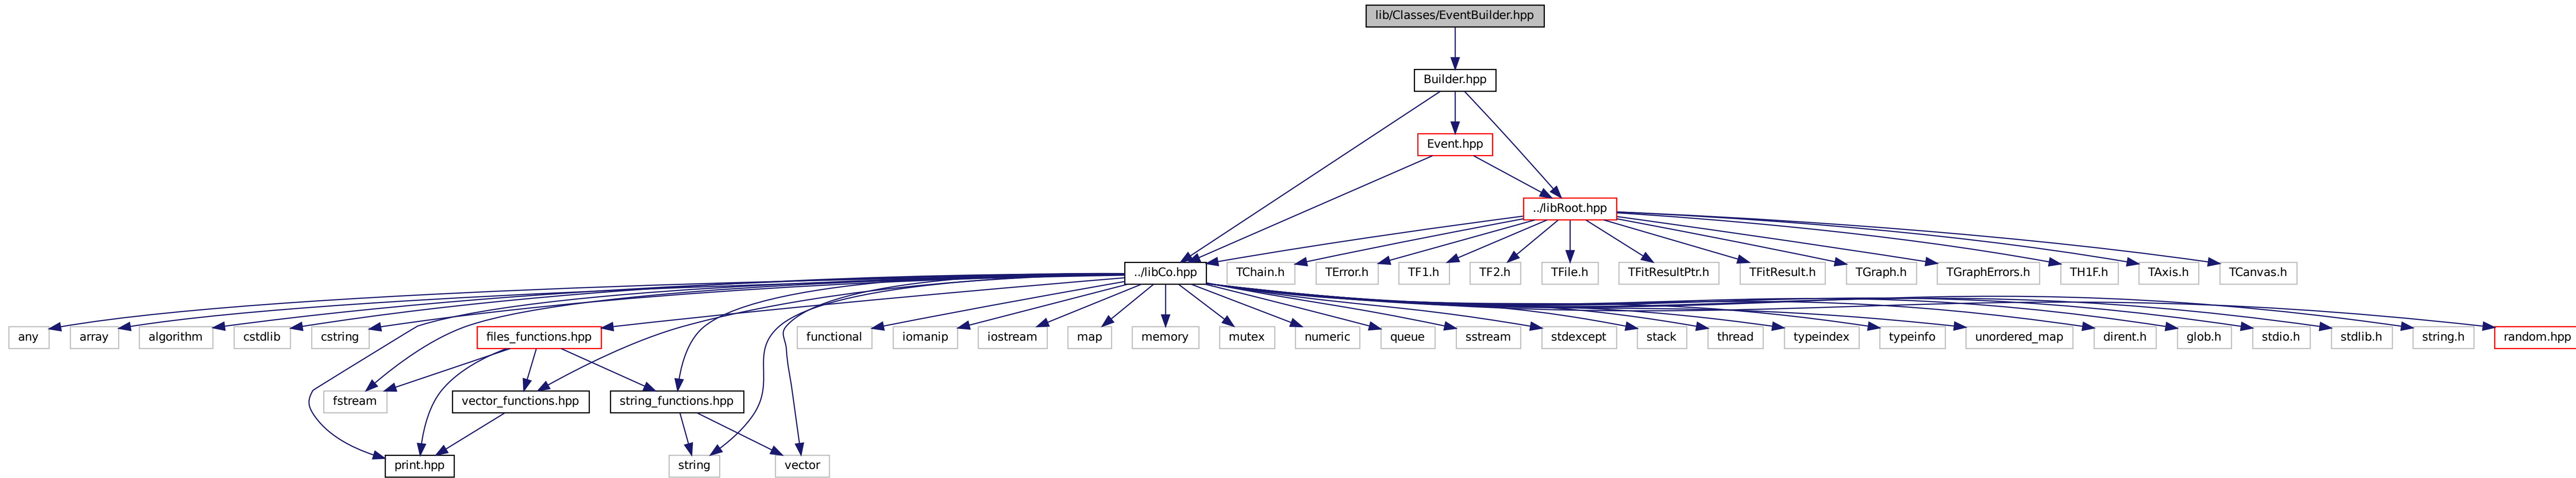 lib/Classes/EventBuilder.hpp
Builder.hpp
Event.hpp
../libRoot.hpp
../libCo.hpp
TChain.h
TError.h
TF1.h
TF2.h
TFile.h
TFitResultPtr.h
TFitResult.h
TGraph.h
TGraphErrors.h
TH1F.h
TAxis.h
TCanvas.h
any
array
algorithm
cstdlib
cstring
files_functions.hpp
functional
iomanip
iostream
map
memory
mutex
numeric
queue
sstream
stdexcept
stack
thread
typeindex
typeinfo
unordered_map
dirent.h
glob.h
stdio.h
stdlib.h
string.h
random.hpp
fstream
vector_functions.hpp
string_functions.hpp
print.hpp
string
vector